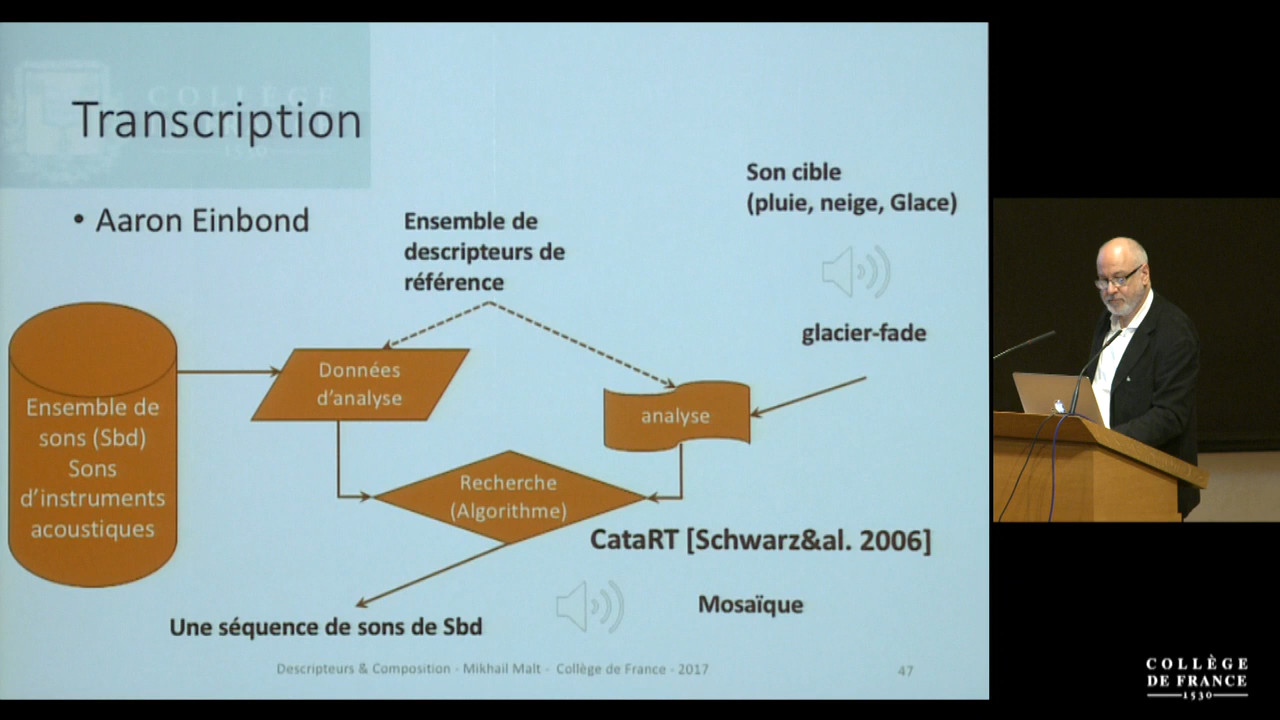 COLLÈGE
1530
Transcription
• Aaron Einbond
Ensemble de
descripteurs de
référence
Son cible
(pluie, neige, Glace)
glacier-fade
Données
d'analyse
analyse
Ensemble de
sons (Sbd)
Sons
d'instruments
acoustiques
Recherche
(Algorithme)
CataRT [Schwarz&al. 2006]
Mosaïque
Une séquence de sons de Sbd
Descripteurs & Composition - Mikhail Malt - Collège de France - 2017
47
COLLÈGE
DE FRANCE
1530